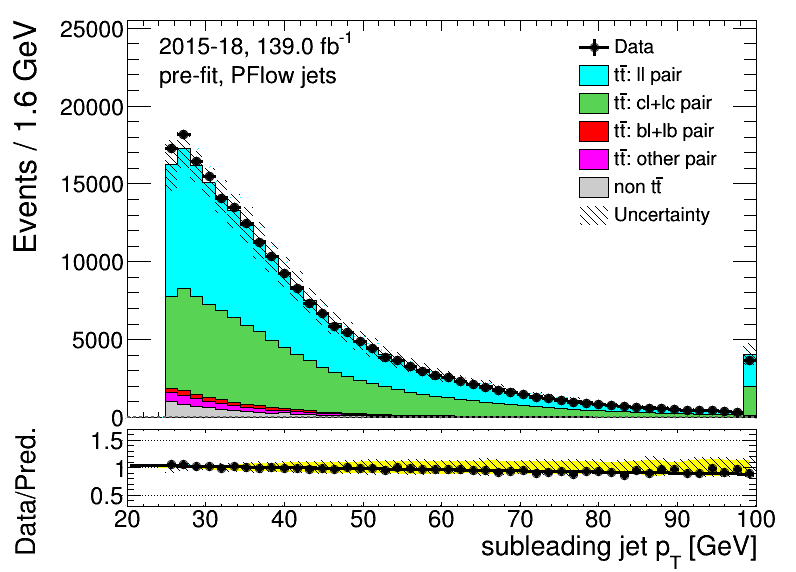 25000
20000
15000
10000
5000
0
Events / 1.6 GeV
2015-18, 139.0 fb⁻¹
pre-fit, PFlow jets
Data
tt̄: ll pair
tt̄: cl+lc pair
tt̄: bl+lb pair
tt̄: other pair
non tt̄
Uncertainty
1.5
1
0.5
Data/Pred.
20 30 40 50 60 70 80 90 100
subleading jet p_T [GeV]